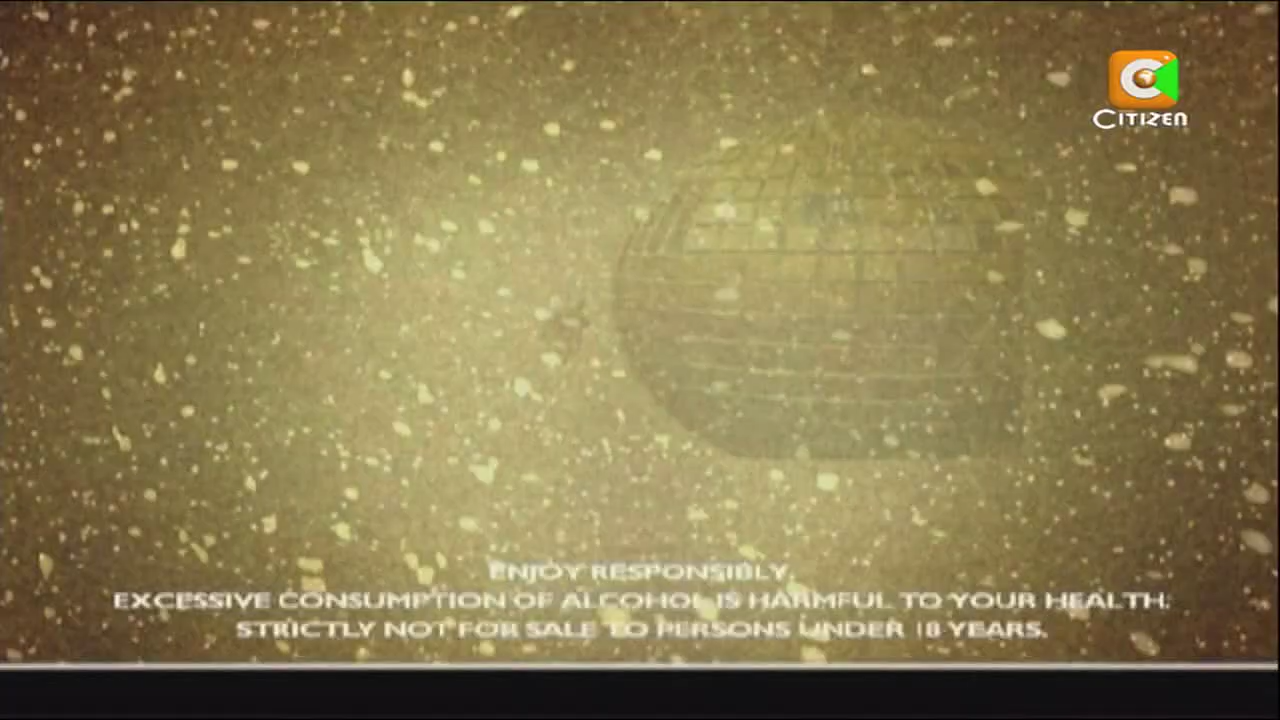 CITIZEN
ENJOY RESPONSIBLY.
EXCESSIVE CONSUMPTION OF ALCOHOL IS HARMFUL TO YOUR HEALTH.
STRICTLY NOT FOR SALE TO PERSONS UNDER 18 YEARS.